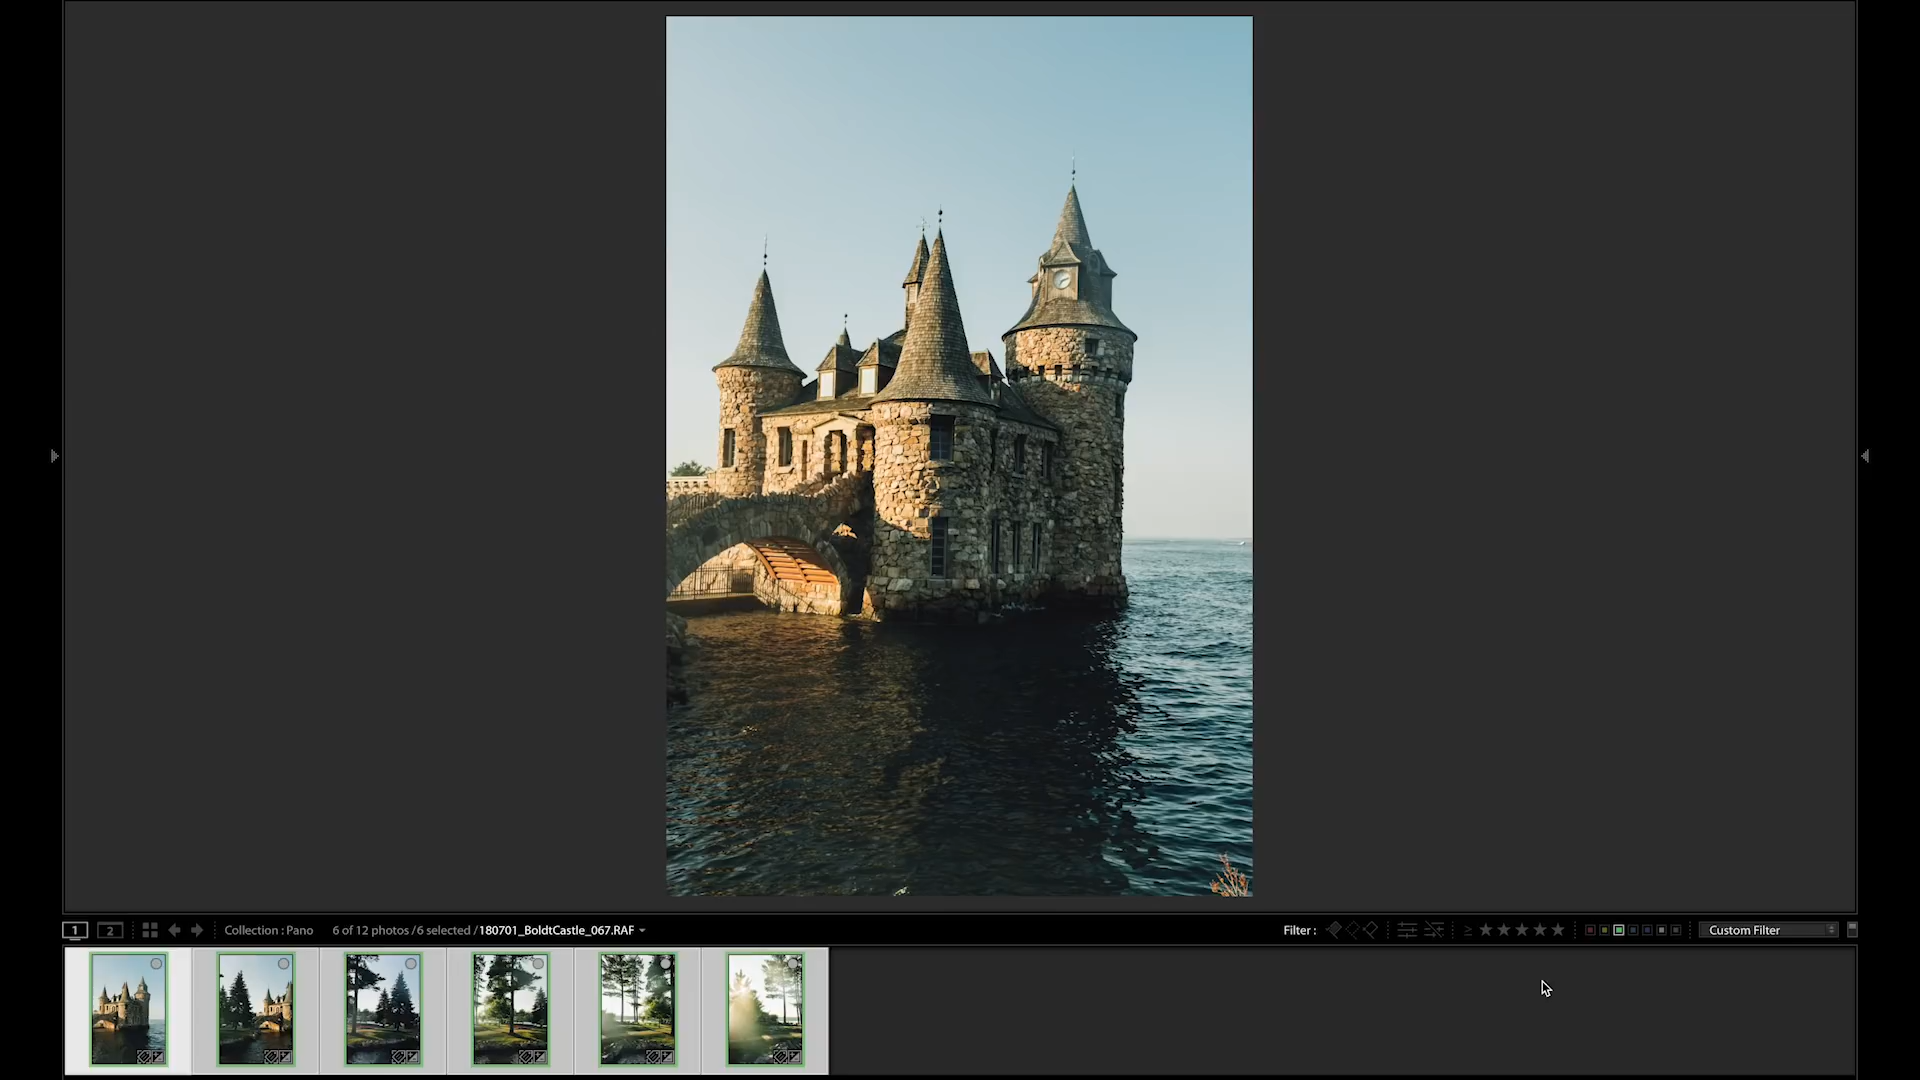 1 2 Collection : Pano 6 of 12 photos / 6 selected / 180701_BoldtCastle_067.RAF Filter : ≥ Custom Filter